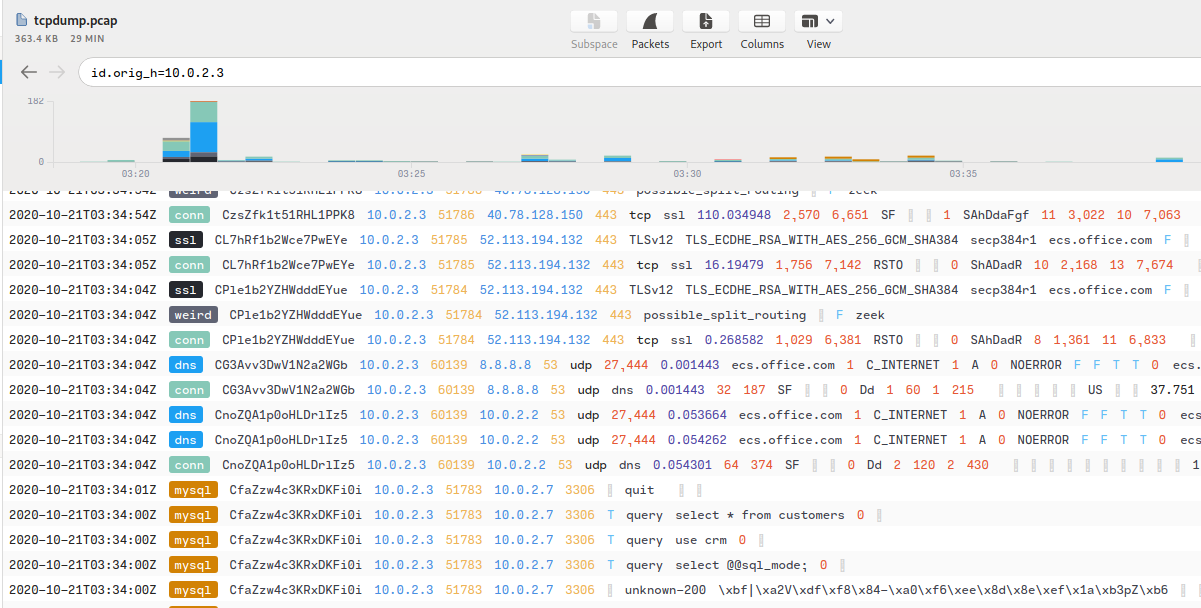 tcpdump.pcap
363.4 KB 29 MIN
Subspace Packets Export Columns View
id.orig_h=10.0.2.3
182
0
03:20 03:25 03:30 03:35
2020-10-21T03:34:54Z weird CzsZfk1t51RHL1PPK8 10.0.2.3 51786 40.78.128.150 443 possible_split_routing F zeek
2020-10-21T03:34:54Z conn CzsZfk1t51RHL1PPK8 10.0.2.3 51786 40.78.128.150 443 tcp ssl 110.034948 2,570 6,651 SF 1 SAhDdaFgf 11 3,022 10 7,063
2020-10-21T03:34:05Z ssl CL7hRf1b2Wce7PwEYe 10.0.2.3 51785 52.113.194.132 443 TLSv12 TLS_ECDHE_RSA_WITH_AES_256_GCM_SHA384 secp384r1 ecs.office.com F
2020-10-21T03:34:05Z conn CL7hRf1b2Wce7PwEYe 10.0.2.3 51785 52.113.194.132 443 tcp ssl 16.19479 1,756 7,142 RSTO 0 ShADadR 10 2,168 13 7,674
2020-10-21T03:34:04Z ssl CPle1b2YZHWdddEYue 10.0.2.3 51784 52.113.194.132 443 TLSv12 TLS_ECDHE_RSA_WITH_AES_256_GCM_SHA384 secp384r1 ecs.office.com F
2020-10-21T03:34:04Z weird CPle1b2YZHWdddEYue 10.0.2.3 51784 52.113.194.132 443 possible_split_routing F zeek
2020-10-21T03:34:04Z conn CPle1b2YZHWdddEYue 10.0.2.3 51784 52.113.194.132 443 tcp ssl 0.268582 1,029 6,381 RSTO 0 SAhDadR 8 1,361 11 6,833
2020-10-21T03:34:04Z dns CG3Avv3DwV1N2a2WGb 10.0.2.3 60139 8.8.8.8 53 udp 27,444 0.001443 ecs.office.com 1 C_INTERNET 1 A 0 NOERROR F F T T 0 ecs.
2020-10-21T03:34:04Z conn CG3Avv3DwV1N2a2WGb 10.0.2.3 60139 8.8.8.8 53 udp dns 0.001443 32 187 SF 0 Dd 1 60 1 215 US 37.751
2020-10-21T03:34:04Z dns CnoZQA1p0oHLDrlIz5 10.0.2.3 60139 10.0.2.2 53 udp 27,444 0.053664 ecs.office.com 1 C_INTERNET 1 A 0 NOERROR F F T T 0 ecs
2020-10-21T03:34:04Z dns CnoZQA1p0oHLDrlIz5 10.0.2.3 60139 10.0.2.2 53 udp 27,444 0.054262 ecs.office.com 1 C_INTERNET 1 A 0 NOERROR F F T T 0 ecs
2020-10-21T03:34:04Z conn CnoZQA1p0oHLDrlIz5 10.0.2.3 60139 10.0.2.2 53 udp dns 0.054301 64 374 SF 0 Dd 2 120 2 430 1
2020-10-21T03:34:01Z mysql CfaZzw4c3KRxDKFi0i 10.0.2.3 51783 10.0.2.7 3306 quit
2020-10-21T03:34:00Z mysql CfaZzw4c3KRxDKFi0i 10.0.2.3 51783 10.0.2.7 3306 T query select * from customers 0
2020-10-21T03:34:00Z mysql CfaZzw4c3KRxDKFi0i 10.0.2.3 51783 10.0.2.7 3306 T query use crm 0
2020-10-21T03:34:00Z mysql CfaZzw4c3KRxDKFi0i 10.0.2.3 51783 10.0.2.7 3306 T query select @@sql_mode; 0
2020-10-21T03:34:00Z mysql CfaZzw4c3KRxDKFi0i 10.0.2.3 51783 10.0.2.7 3306 unknown-200 \xbf|\xa2V\xdf\xf8\x84-\xa0\xf6\xee\x8d\x8e\xef\x1a\xb3pZ\xb6